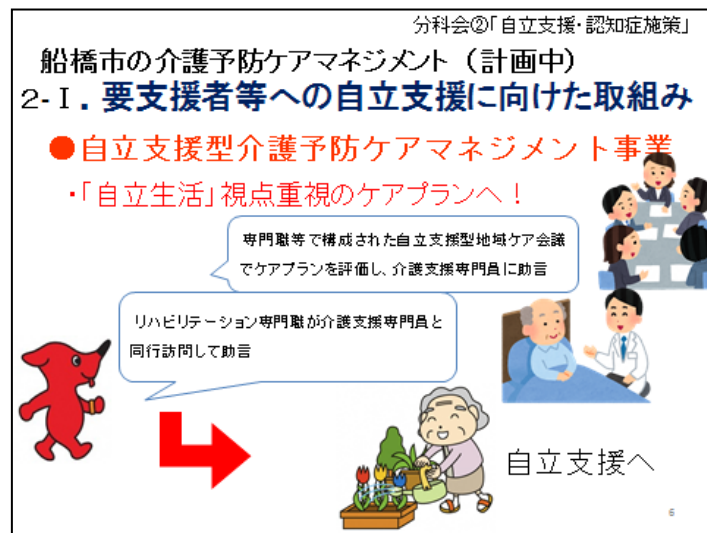 分科会②「自立支援・認知症施策」
船橋市の介護予防ケアマネジメント（計画中）
2-Ⅰ．要支援者等への自立支援に向けた取組み
●自立支援型介護予防ケアマネジメント事業
・「自立生活」視点重視のケアプランへ！
専門職等で構成された自立支援型地域ケア会議
でケアプランを評価し、介護支援専門員に助言
リハビリテーション専門職が介護支援専門員と
同行訪問して助言
自立支援へ
6